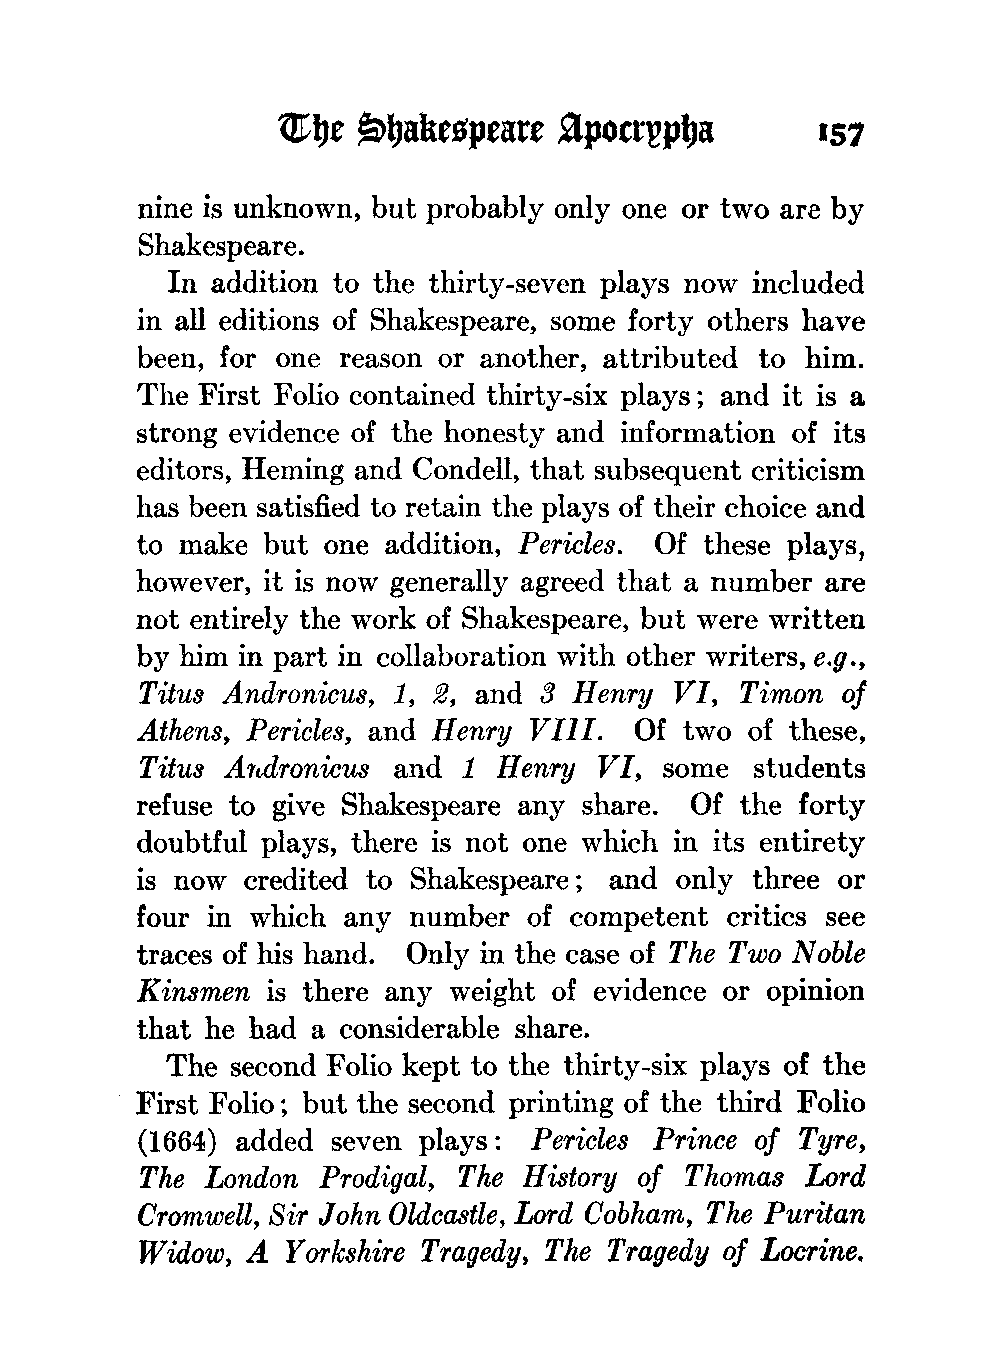 The Shakespeare Apocrypha 157
nine is unknown, but probably only one or two are by
Shakespeare.
In addition to the thirty-seven plays now included
in all editions of Shakespeare, some forty others have
been, for one reason or another, attributed to him.
The First Folio contained thirty-six plays; and it is a
strong evidence of the honesty and information of its
editors, Heming and Condell, that subsequent criticism
has been satisfied to retain the plays of their choice and
to make but one addition, Pericles. Of these plays,
however, it is now generally agreed that a number are
not entirely the work of Shakespeare, but were written
by him in part in collaboration with other writers, e.g.,
Titus Andronicus, 1, 2, and 3 Henry VI, Timon of
Athens, Pericles, and Henry VIII. Of two of these,
Titus Andronicus and 1 Henry VI, some students
refuse to give Shakespeare any share. Of the forty
doubtful plays, there is not one which in its entirety
is now credited to Shakespeare; and only three or
four in which any number of competent critics see
traces of his hand. Only in the case of The Two Noble
Kinsmen is there any weight of evidence or opinion
that he had a considerable share.
The second Folio kept to the thirty-six plays of the
First Folio; but the second printing of the third Folio
(1664) added seven plays: Pericles Prince of Tyre,
The London Prodigal, The History of Thomas Lord
Cromwell, Sir John Oldcastle, Lord Cobham, The Puritan
Widow, A Yorkshire Tragedy, The Tragedy of Locrine.